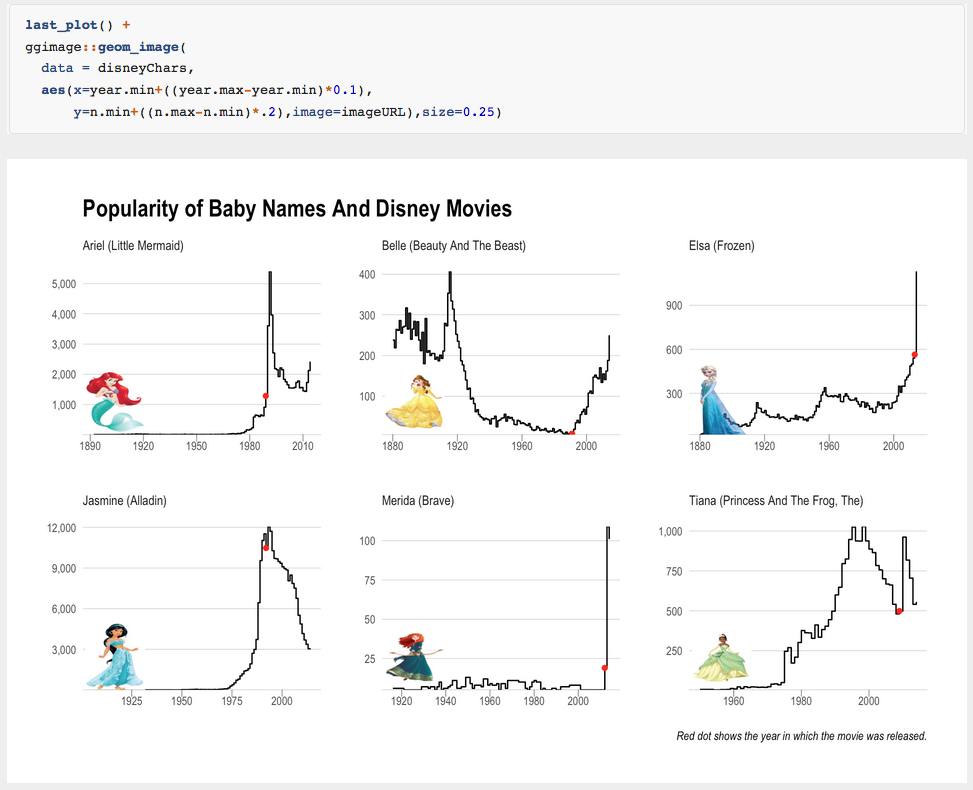 last_plot() +
ggimage::geom_image(
data = disneyChars,
aes(x=year.min+((year.max-year.min)*0.1),
y=n.min+((n.max-n.min)*.2),image=imageURL),size=0.25)
Popularity of Baby Names And Disney Movies
Ariel (Little Mermaid)
5,000
4,000
3,000
2,000
1,000
1890 1920 1950 1980 2010
Belle (Beauty And The Beast)
400
300
200
100
1880 1920 1960 2000
Elsa (Frozen)
900
600
300
1880 1920 1960 2000
Jasmine (Alladin)
12,000
9,000
6,000
3,000
1925 1950 1975 2000
Merida (Brave)
100
75
50
25
1920 1940 1960 1980 2000
Tiana (Princess And The Frog, The)
1,000
750
500
250
1960 1980 2000
Red dot shows the year in which the movie was released.